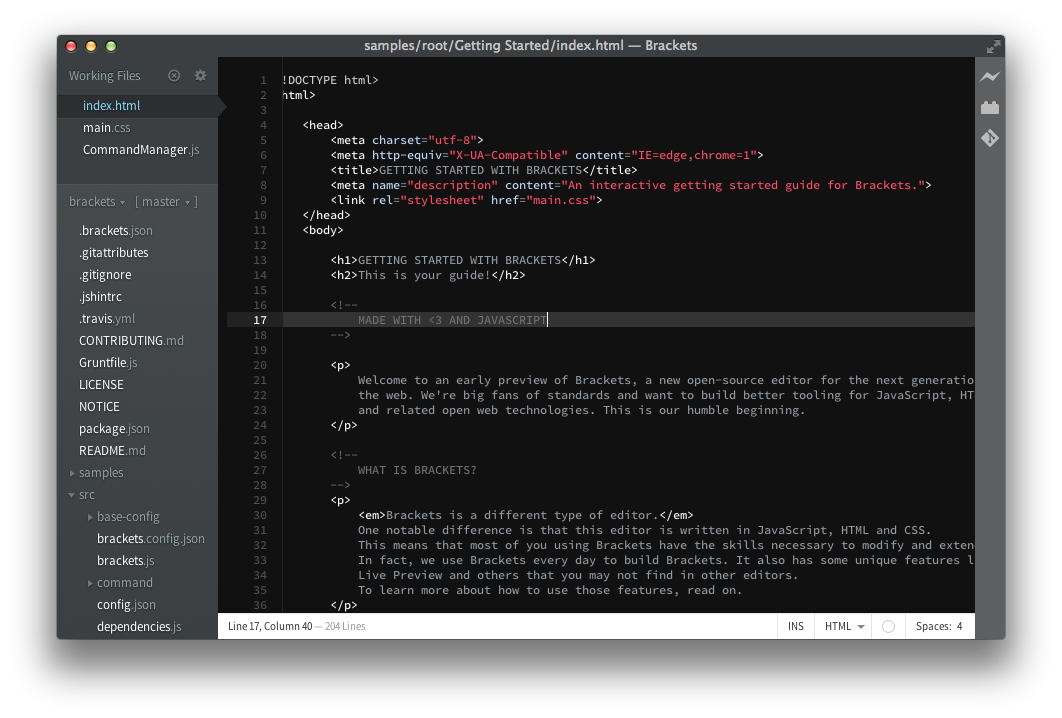 samples/root/Getting Started/index.html — Brackets
Working Files
index.html
main.css
CommandManager.js
brackets [ master ]
.brackets.json
.gitattributes
.gitignore
.jshintrc
.travis.yml
CONTRIBUTING.md
Gruntfile.js
LICENSE
NOTICE
package.json
README.md
samples
src
base-config
brackets.config.json
brackets.js
command
config.json
dependencies.js
1 !DOCTYPE html>
2 html>
3
4 <head>
5 <meta charset="utf-8">
6 <meta http-equiv="X-UA-Compatible" content="IE=edge,chrome=1">
7 <title>GETTING STARTED WITH BRACKETS</title>
8 <meta name="description" content="An interactive getting started guide for Brackets.">
9 <link rel="stylesheet" href="main.css">
10 </head>
11 <body>
12
13 <h1>GETTING STARTED WITH BRACKETS</h1>
14 <h2>This is your guide!</h2>
15
16 <!--
17 MADE WITH <3 AND JAVASCRIPT
18 -->
19
20 <p>
21 Welcome to an early preview of Brackets, a new open-source editor for the next generatio
22 the web. We're big fans of standards and want to build better tooling for JavaScript, HT
23 and related open web technologies. This is our humble beginning.
24 </p>
25
26 <!--
27 WHAT IS BRACKETS?
28 -->
29 <p>
30 <em>Brackets is a different type of editor.</em>
31 One notable difference is that this editor is written in JavaScript, HTML and CSS.
32 This means that most of you using Brackets have the skills necessary to modify and exten
33 In fact, we use Brackets every day to build Brackets. It also has some unique features l
34 Live Preview and others that you may not find in other editors.
35 To learn more about how to use those features, read on.
36 </p>
Line 17, Column 40 — 204 Lines
INS
HTML
Spaces: 4